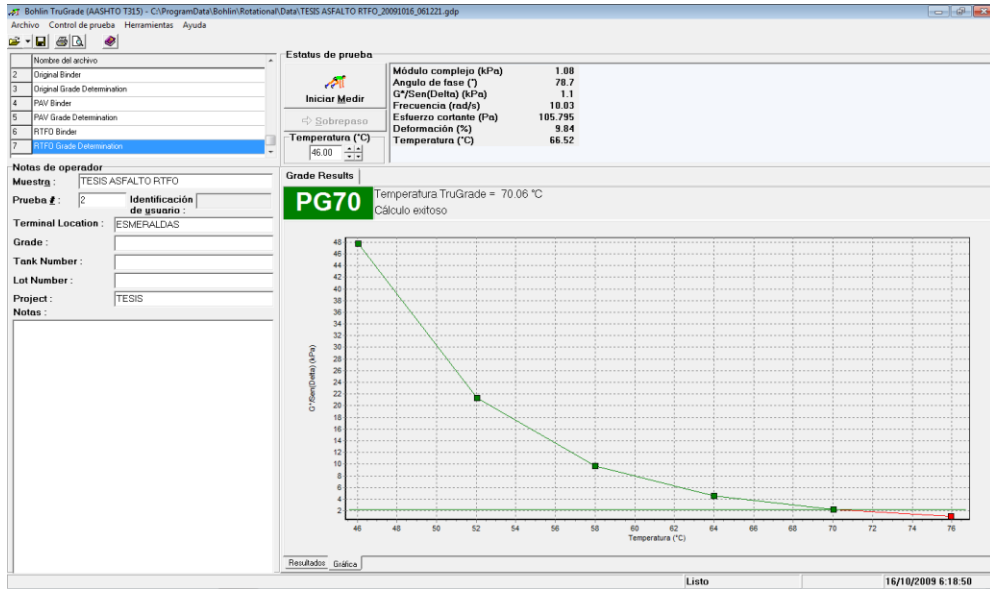 Bohlin TruGrade (AASHTO T315) - C:\ProgramData\Bohlin\Rotational\Data\TESIS ASFALTO RTFO_20091016_061221.gdp
Archivo Control de prueba Herramientas Ayuda
Nombre del archivo
2 Original Binder
3 Original Grade Determination
4 PAV Binder
5 PAV Grade Determination
6 RTFO Binder
7 RTFO Grade Determination
Estatus de prueba
Iniciar Medir
Sobrepaso
Temperatura (°C)
46.00
Módulo complejo (kPa) 1.08
Angulo de fase (°) 78.7
G*/Sen(Delta) (kPa) 1.1
Frecuencia (rad/s) 10.03
Esfuerzo cortante (Pa) 105.795
Deformación (%) 9.84
Temperatura (°C) 66.52
Notas de operador
Muestra : TESIS ASFALTO RTFO
Prueba #: 2 Identificación de usuario :
Terminal Location : ESMERALDAS
Grade :
Tank Number :
Lot Number :
Project : TESIS
Notas :
Grade Results
PG70
Temperatura TruGrade = 70.06 °C
Cálculo exitoso
G*/Sen(Delta) (kPa)
48
46
44
42
40
38
36
34
32
30
28
26
24
22
20
18
16
14
12
10
8
6
4
2
46 48 50 52 54 56 58 60 62 64 66 68 70 72 74 76
Temperatura (°C)
Resultados Gráfica
Listo 16/10/2009 6:18:50